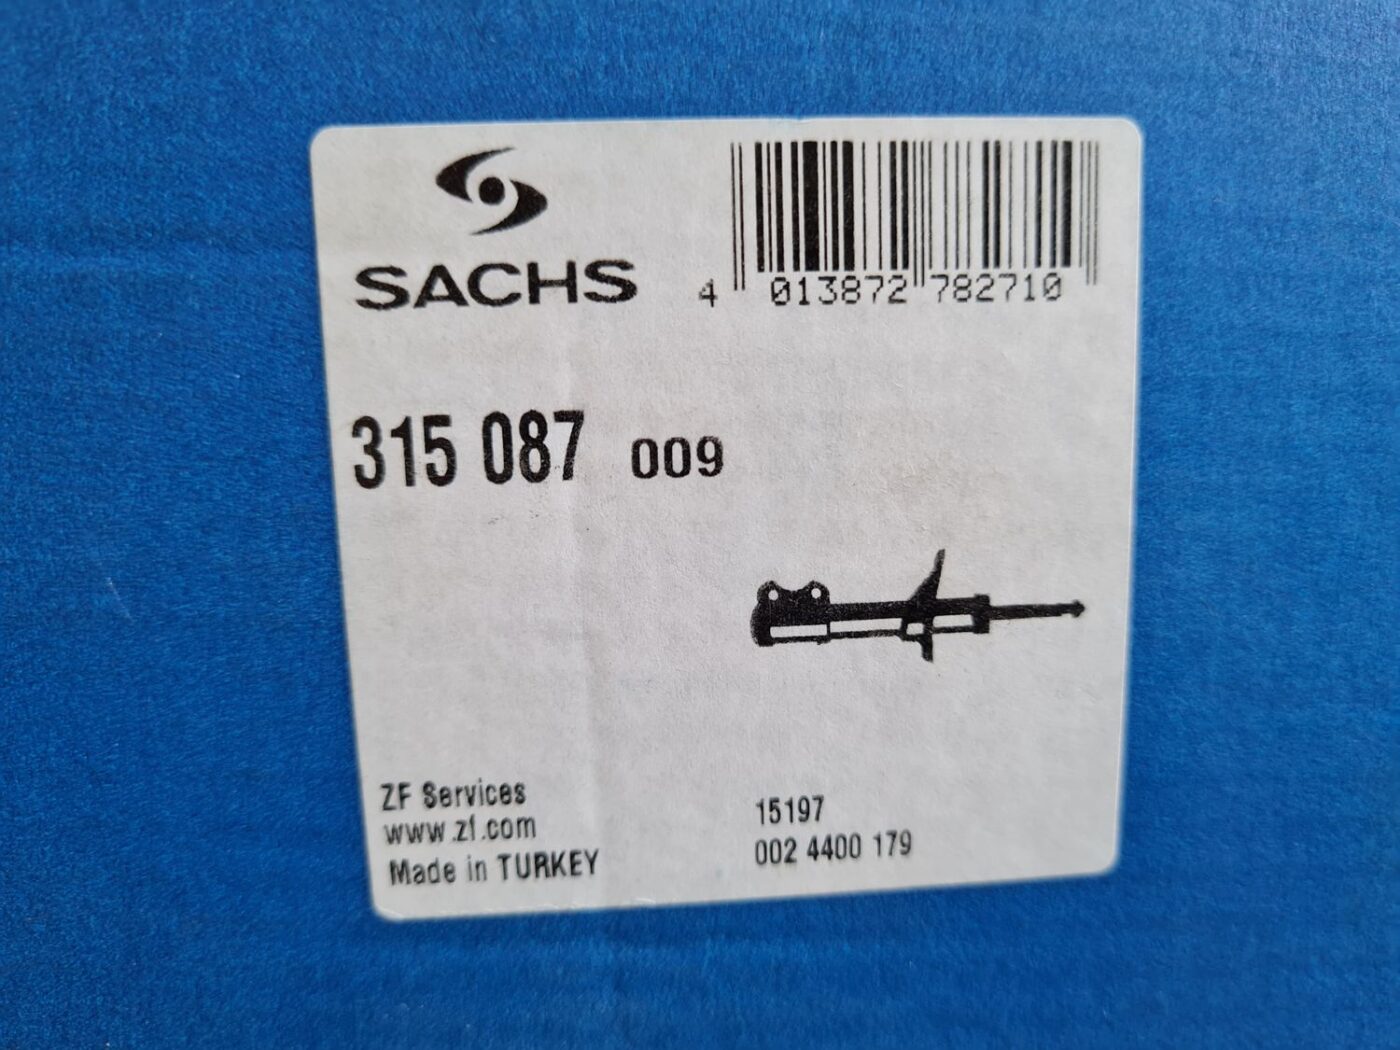 SACHS
4 013872 782710
315 087 009
ZF Services
www.zf.com
Made in TURKEY
15197
002 4400 179